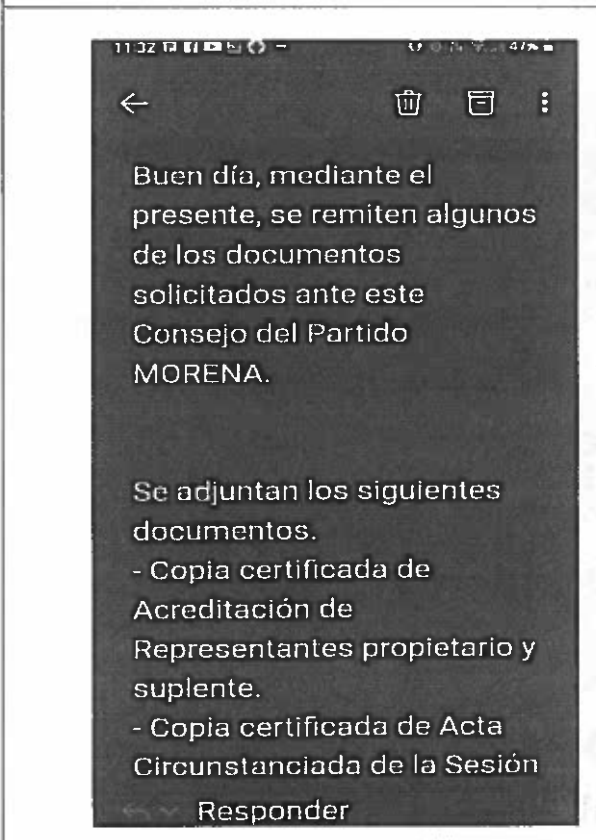 11:32
47%
Buen día, mediante el
presente, se remiten algunos
de los documentos
solicitados ante este
Consejo del Partido
MORENA.
Se adjuntan los siguientes
documentos.
- Copia certificada de
Acreditación de
Representantes propietario y
suplente.
- Copia certificada de Acta
Circunstanciada de la Sesión
Responder